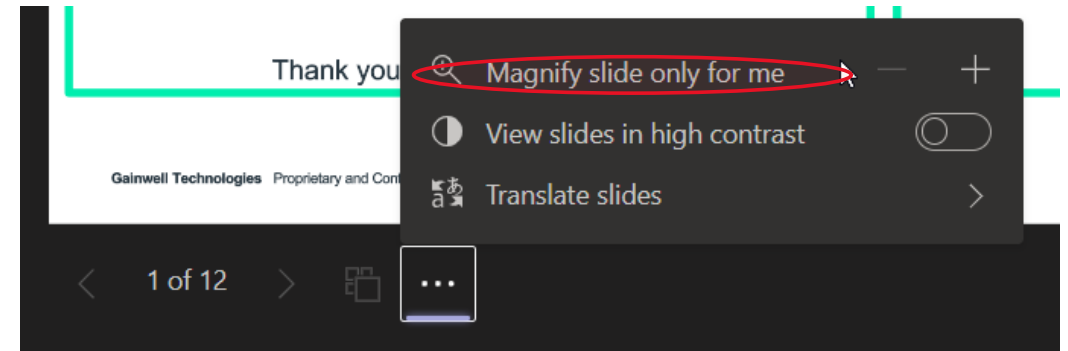 Thank you
Magnify slide only for me
View slides in high contrast
Translate slides
Gainwell Technologies Proprietary and
1 of 12